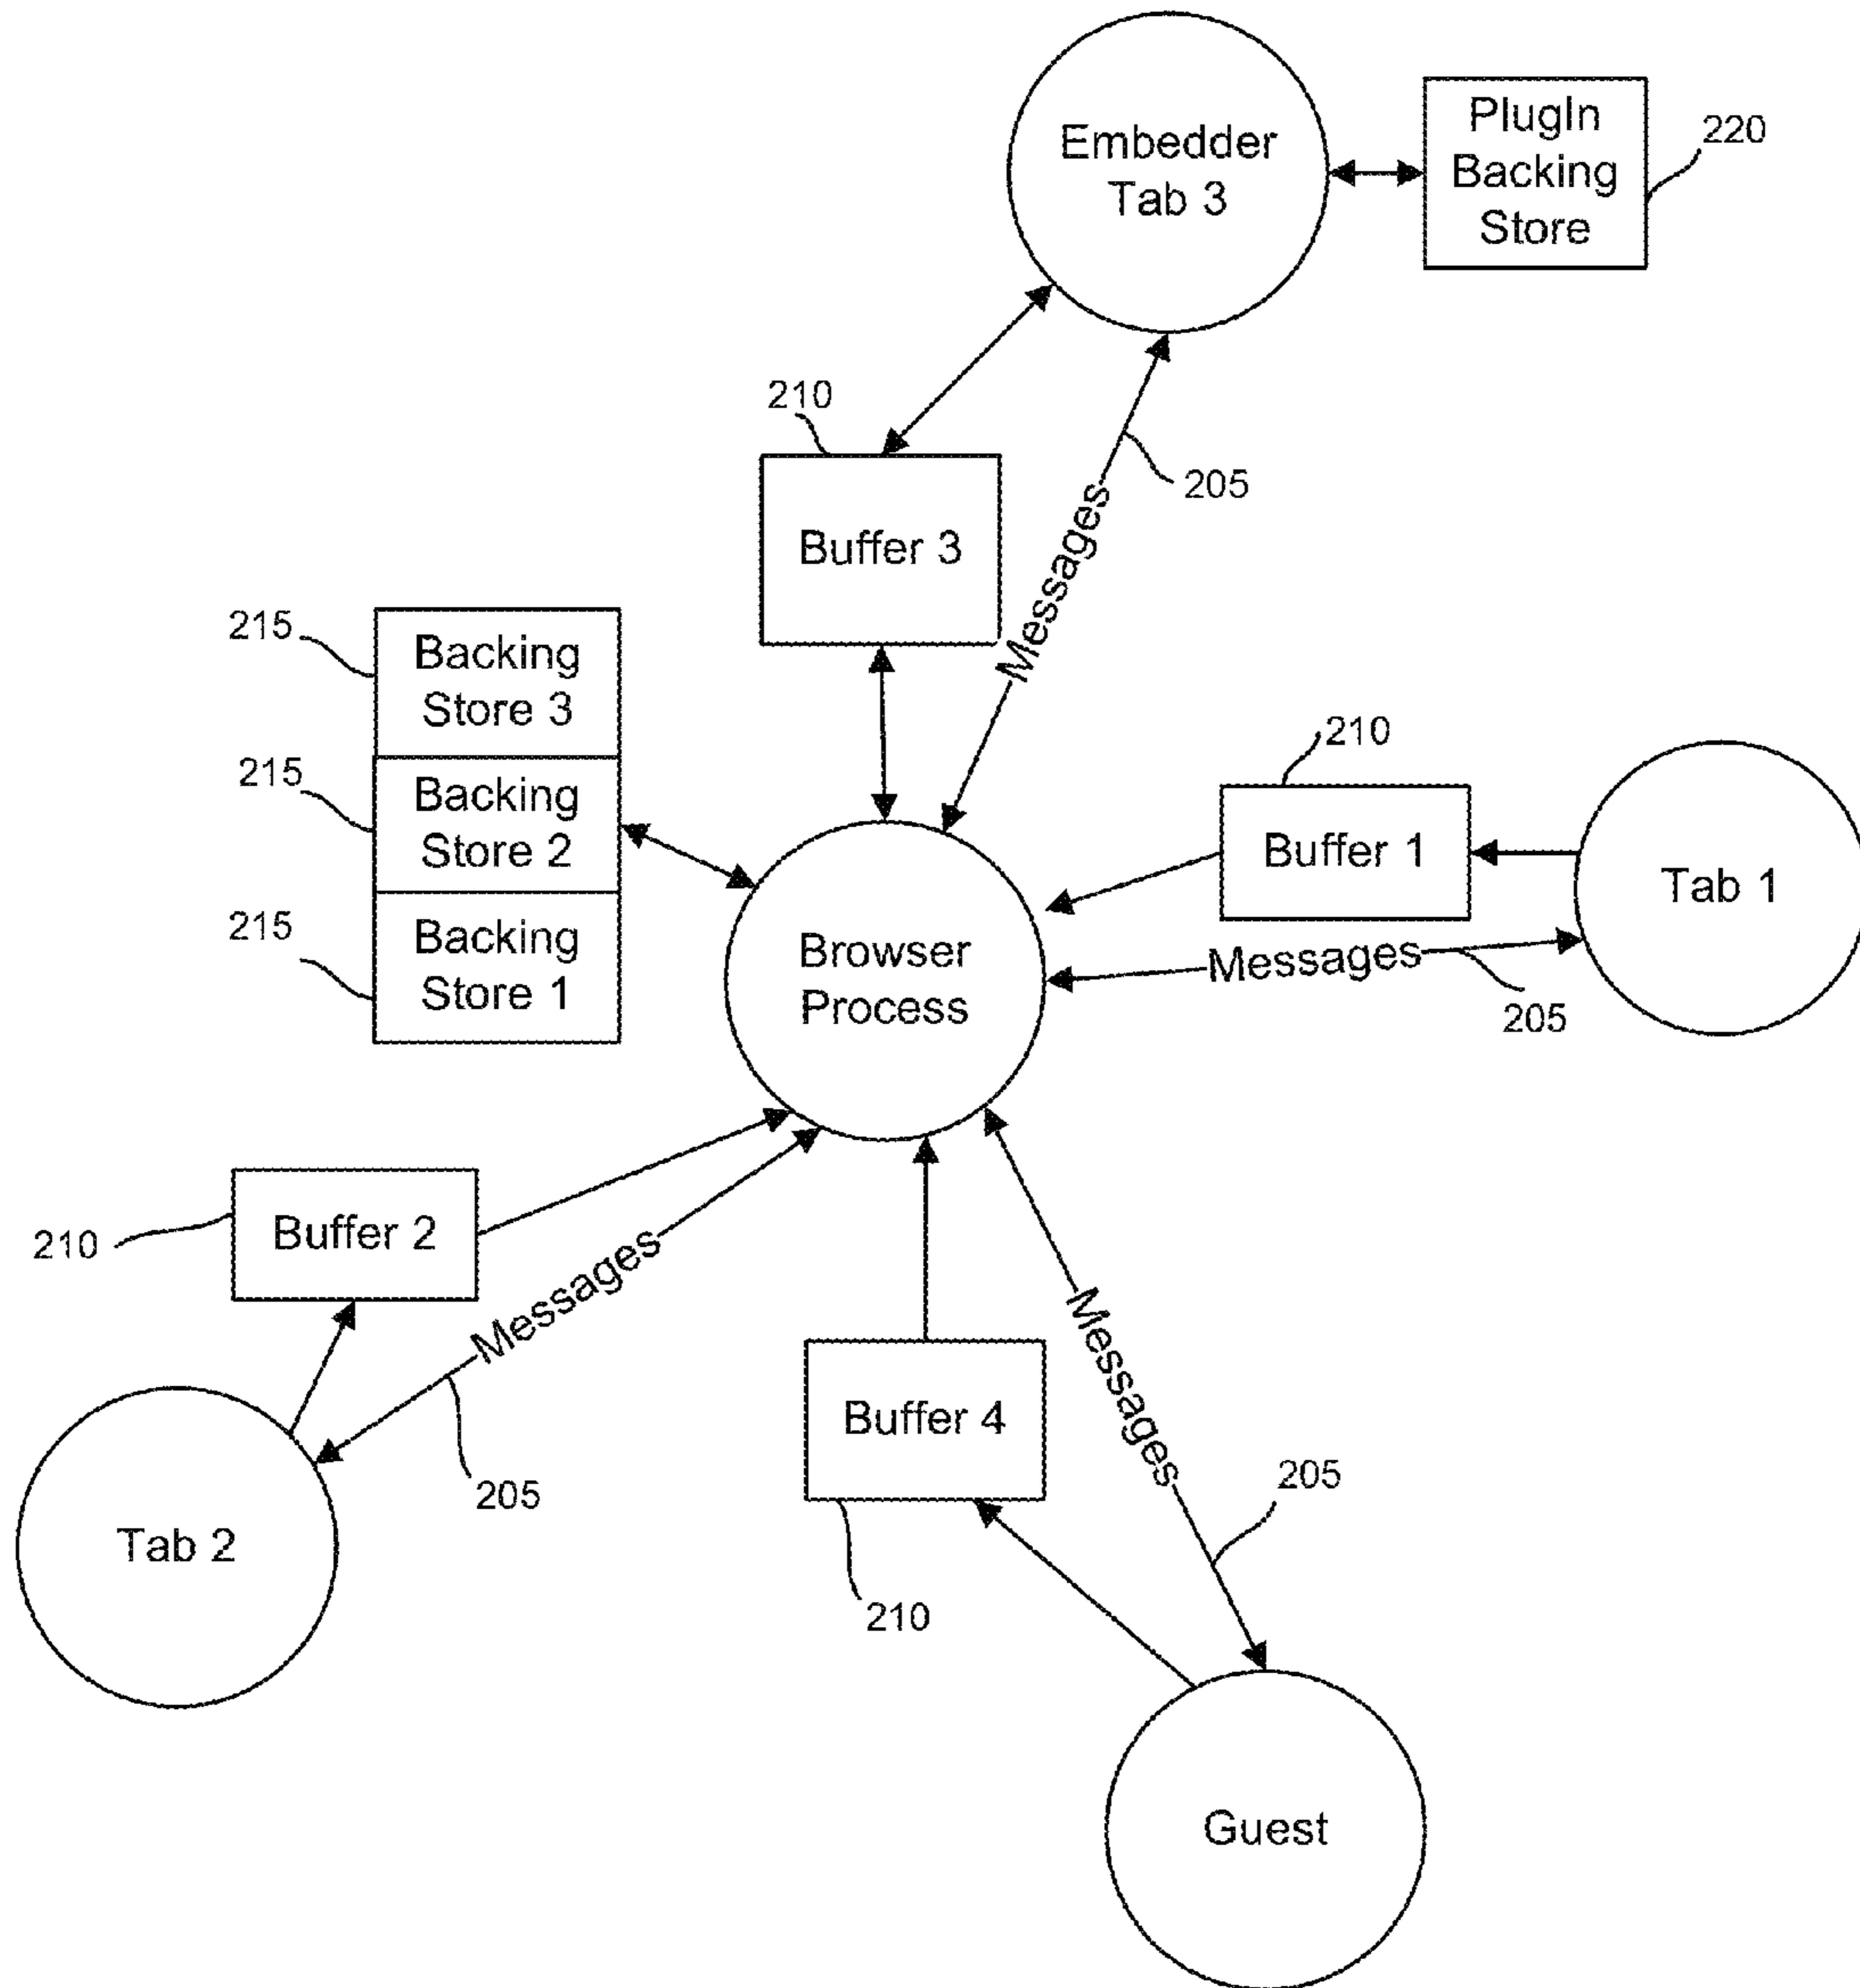 Embedder
Tab 3
PlugIn
Backing
Store
220
210
Buffer 3
Messages
205
215
Backing
Store 3
215
Backing
Store 2
215
Backing
Store 1
Browser
Process
210
Buffer 1
Tab 1
Messages
205
210
Buffer 2
Messages
205
Tab 2
Buffer 4
210
Messages
205
Guest